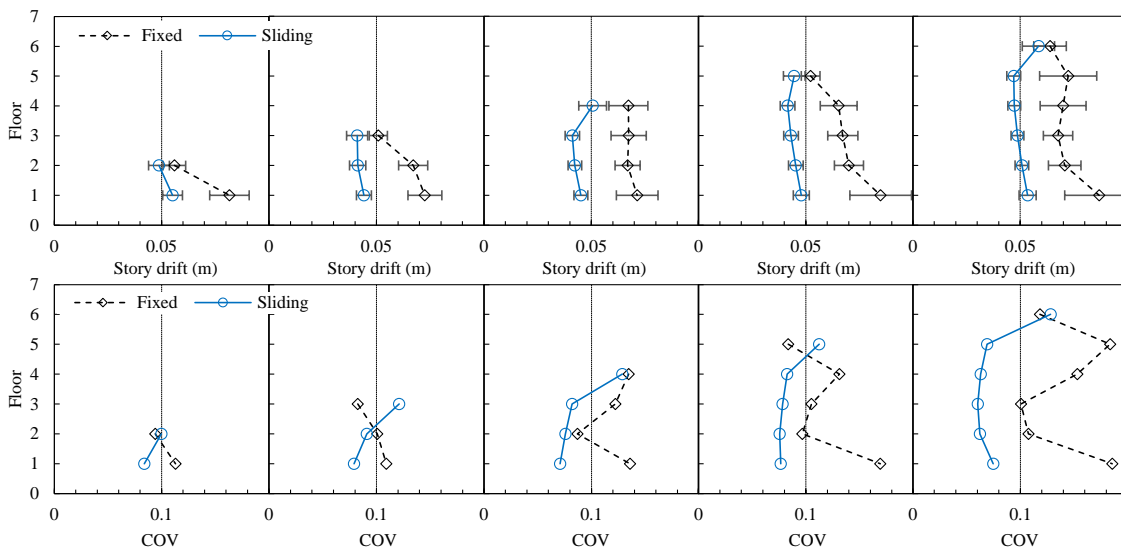 7
6
5
4
3
2
1
0
Floor
Fixed
Sliding
0 0.05 0 0.05 0 0.05 0 0.05 0 0.05
Story drift (m) Story drift (m) Story drift (m) Story drift (m) Story drift (m)
7
6
5
4
3
2
1
0
Floor
Fixed
Sliding
0 0.1 0 0.1 0 0.1 0 0.1 0 0.1
COV COV COV COV COV